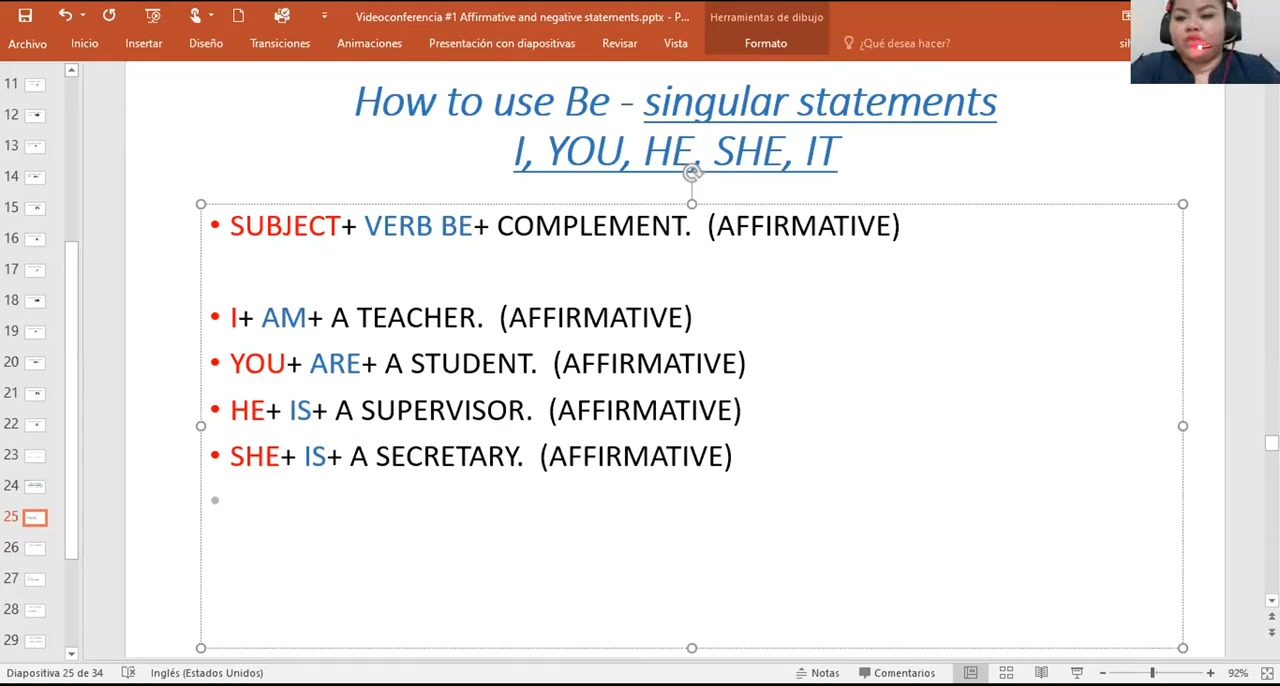 Videoconferencia #1 Affirmative and negative statements.pptx - P...
Herramientas de dibujo
Archivo Inicio Insertar Diseño Transiciones Animaciones Presentación con diapositivas Revisar Vista Formato ¿Qué desea hacer?
11
12
13
14
15
16
17
18
19
20
21
22
23
24
25
26
27
28
29
How to use Be - singular statements
I, YOU, HE, SHE, IT
• SUBJECT+ VERB BE+ COMPLEMENT. (AFFIRMATIVE)
• I+ AM+ A TEACHER. (AFFIRMATIVE)
• YOU+ ARE+ A STUDENT. (AFFIRMATIVE)
• HE+ IS+ A SUPERVISOR. (AFFIRMATIVE)
• SHE+ IS+ A SECRETARY. (AFFIRMATIVE)
Diapositiva 25 de 34 Inglés (Estados Unidos) Notas Comentarios 92%